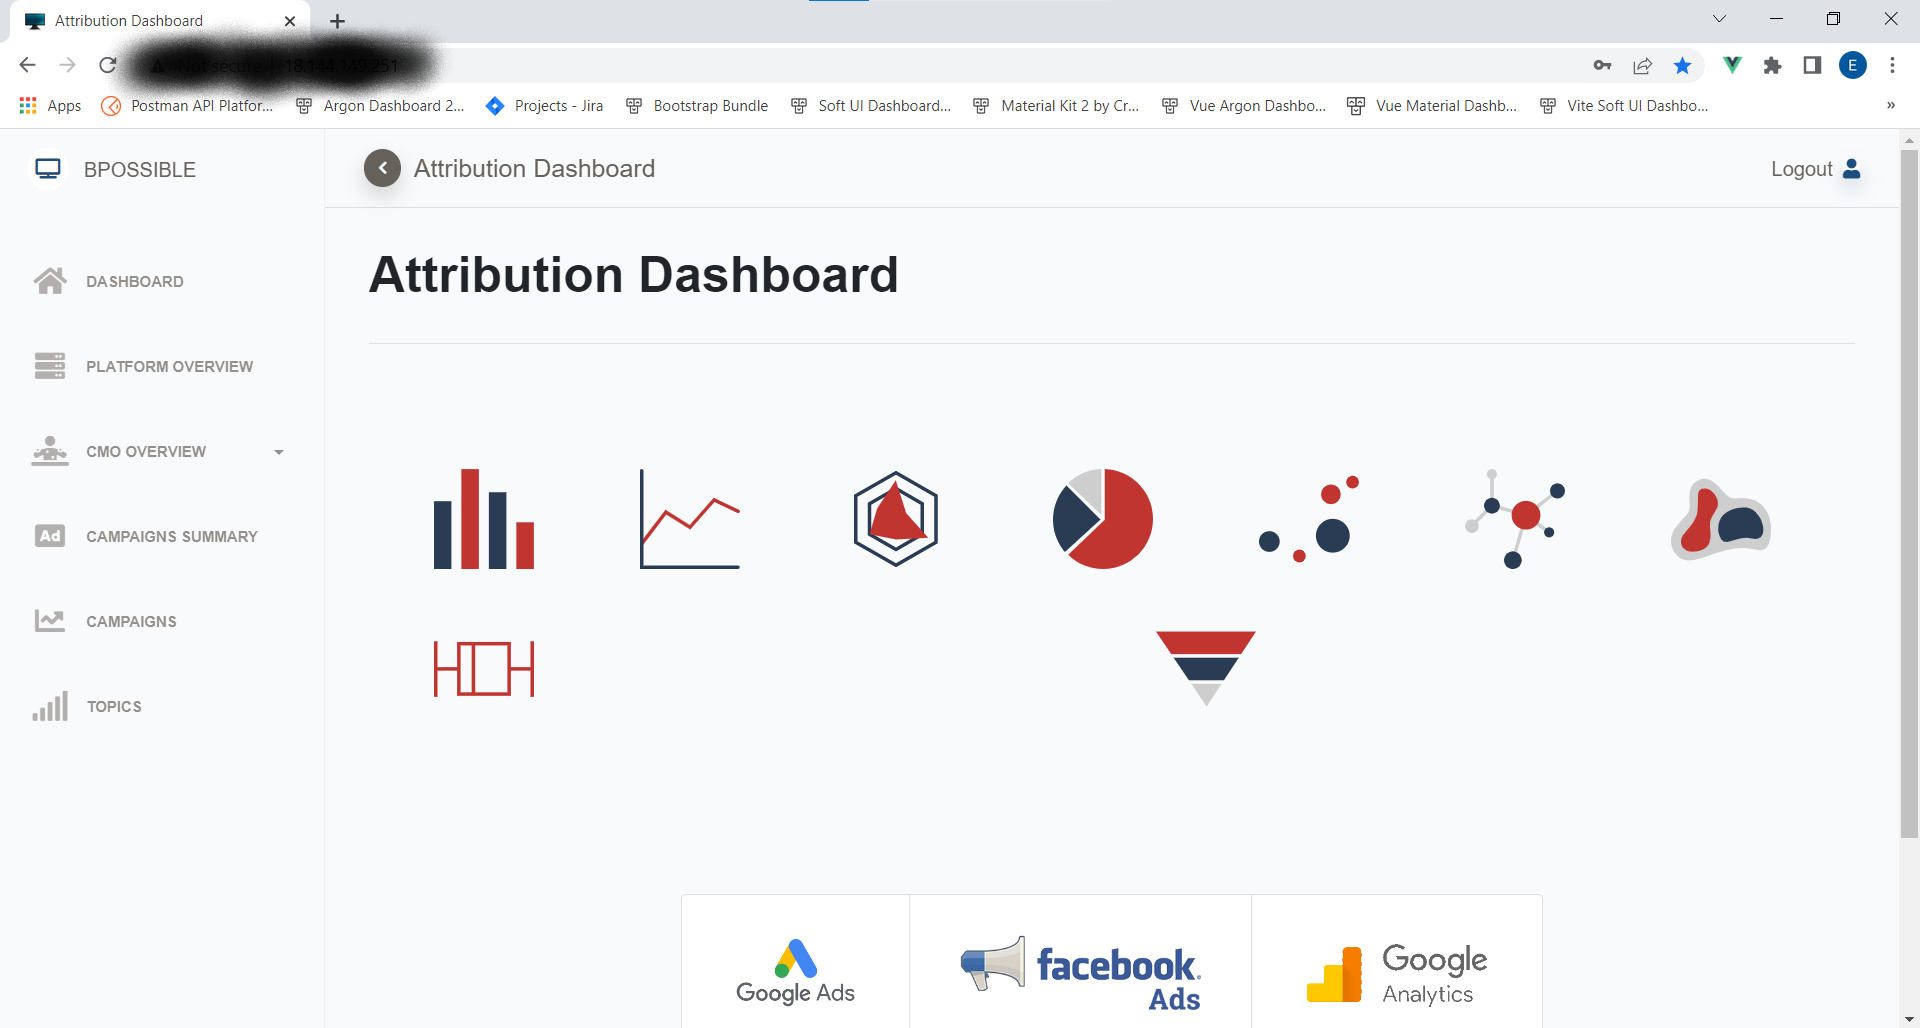 Attribution Dashboard
Apps Postman API Platfor... Argon Dashboard 2... Projects - Jira Bootstrap Bundle Soft UI Dashboard... Material Kit 2 by Cr... Vue Argon Dashbo... Vue Material Dashb... Vite Soft UI Dashbo... »
E
BPOSSIBLE
Attribution Dashboard
Logout
Attribution Dashboard
DASHBOARD
PLATFORM OVERVIEW
CMO OVERVIEW
Ad CAMPAIGNS SUMMARY
CAMPAIGNS
TOPICS
Google Ads
facebook.
Ads
Google
Analytics